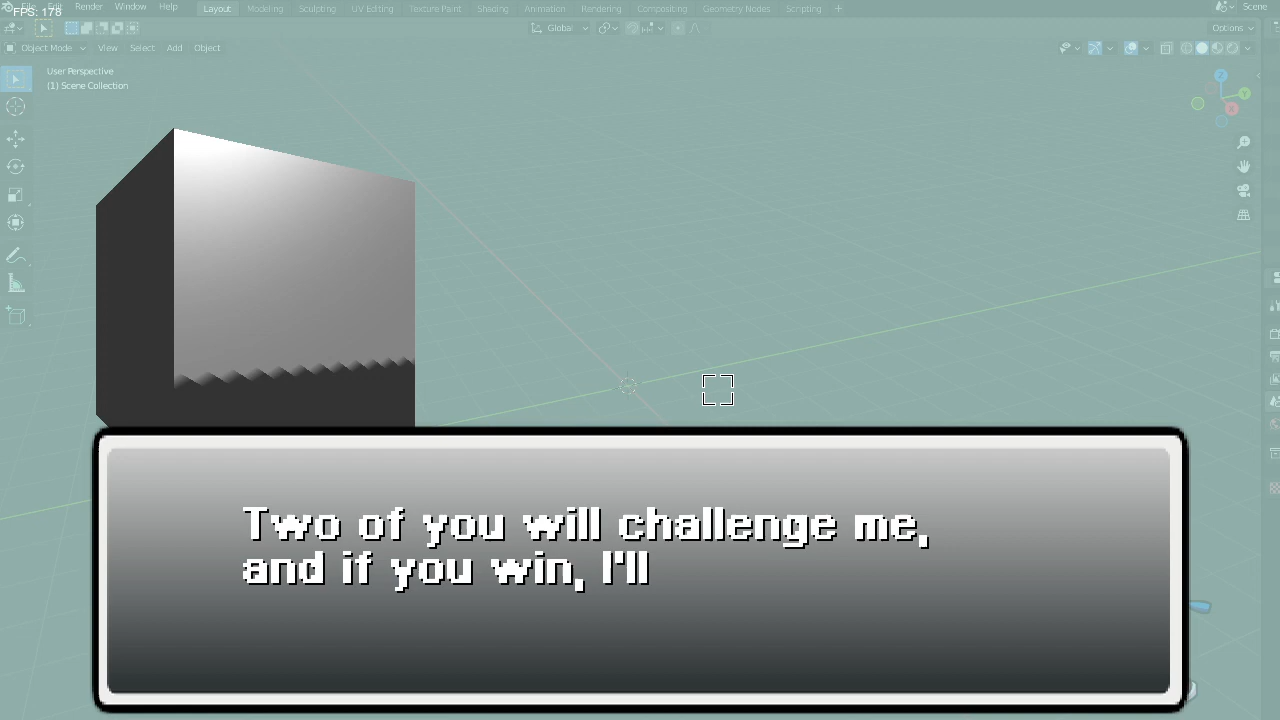 FPS: 178
File Edit Render Window Help Layout Modeling Sculpting UV Editing Texture Paint Shading Animation Rendering Compositing Geometry Nodes Scripting + Scene
Global Options
Object Mode View Select Add Object
User Perspective
(1) Scene Collection
Z
Y
X
Two of you will challenge me,
and if you win, I'll